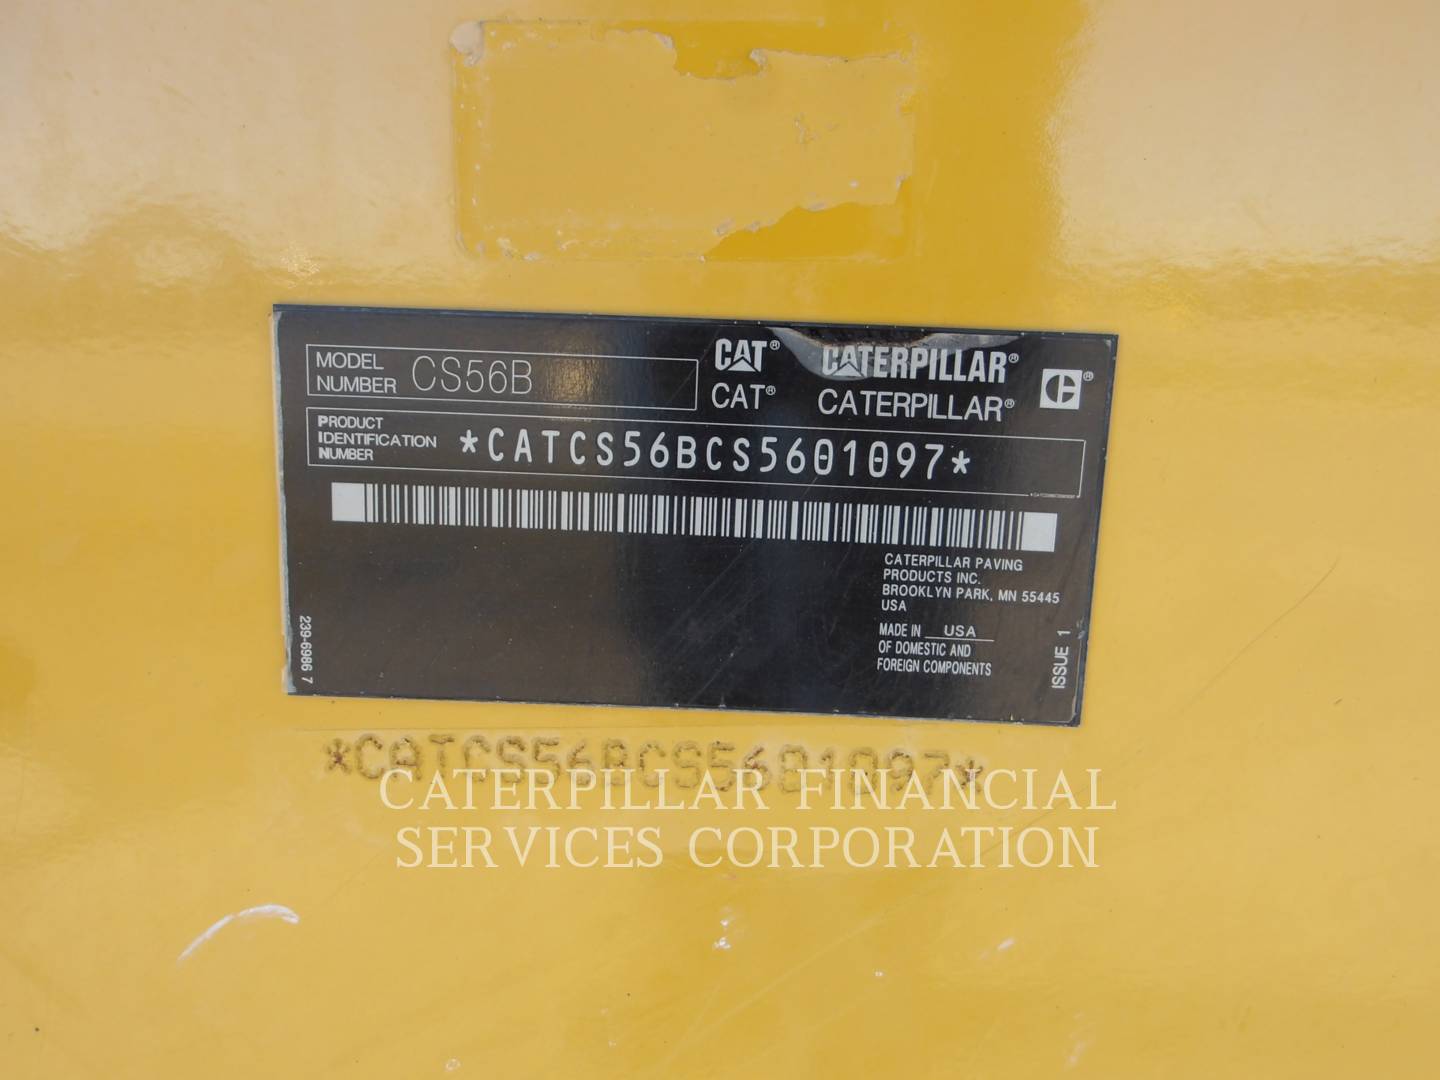 MODEL NUMBER CS56B
CAT® CATERPILLAR®
CAT® CATERPILLAR®
PRODUCT IDENTIFICATION NUMBER *CATCS56BCS5601097*
CATERPILLAR PAVING
PRODUCTS INC.
BROOKLYN PARK, MN 55445
USA
MADE IN USA
OF DOMESTIC AND
FOREIGN COMPONENTS
239-6986 7
ISSUE 1
*CATCS56BCS5601097*
CATERPILLAR FINANCIAL
SERVICES CORPORATION